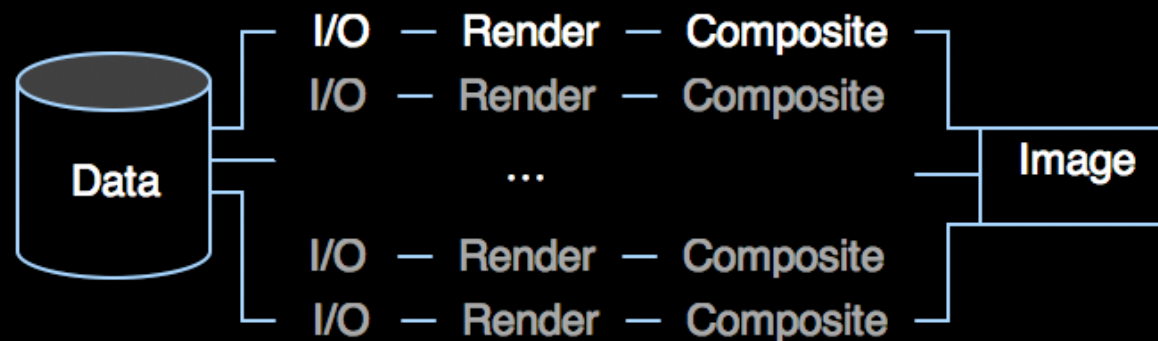 I/O — Render — Composite
I/O — Render — Composite
Data
...
Image
I/O — Render — Composite
I/O — Render — Composite